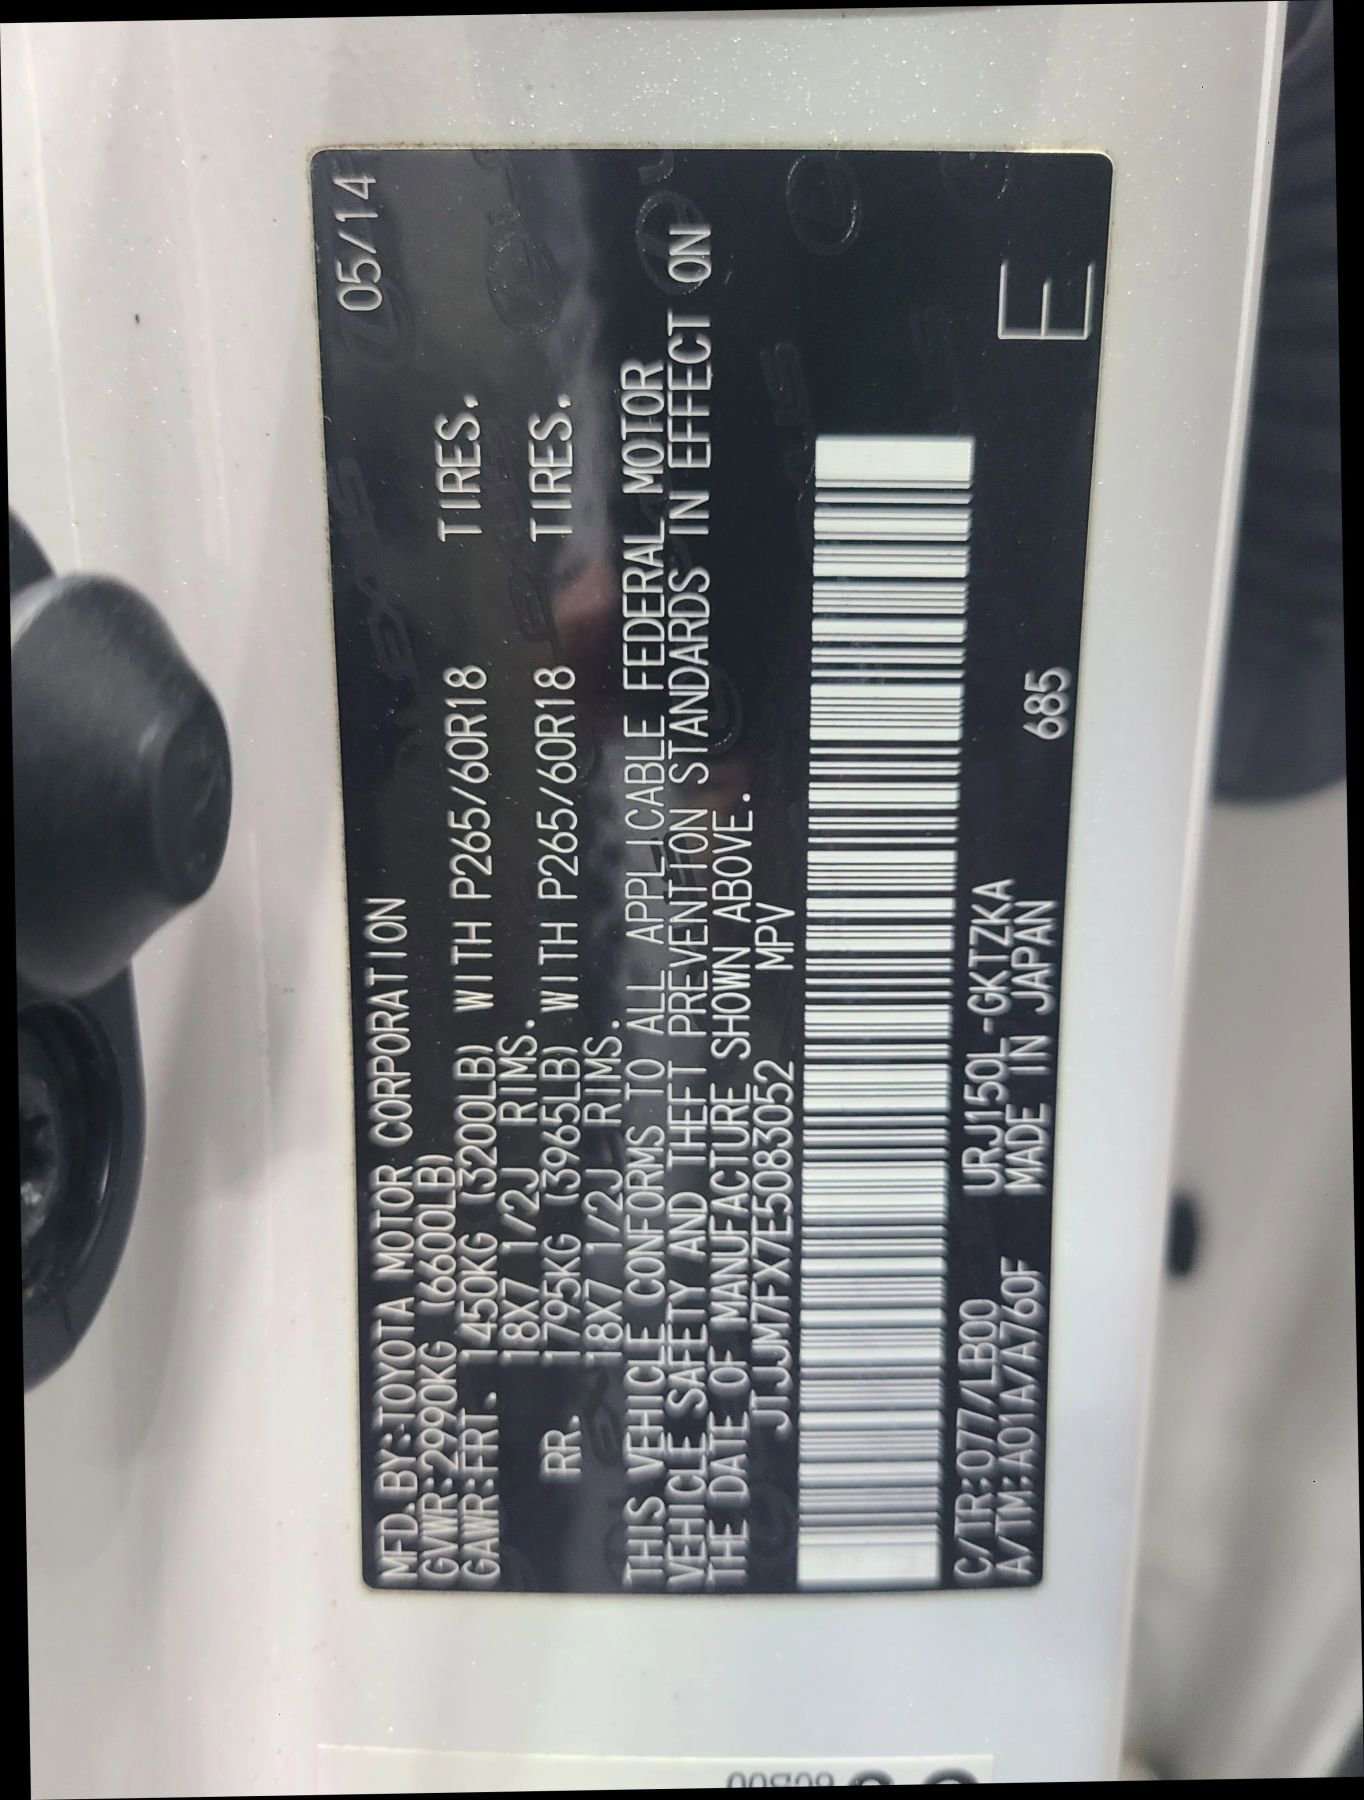 05/14
MFD.BY:TOYOTA MOTOR CORPORATION
GVWR:2990KG (6600LB)
GAWR:FRT. 1450KG (3200LB) WITH P265/60R18 TIRES.
18X7 1/2J RIMS.
RR. 1795KG (3965LB) WITH P265/60R18 TIRES.
18X7 1/2J RIMS.
THIS VEHICLE CONFORMS TO ALL APPLICABLE FEDERAL MOTOR
VEHICLE SAFETY AND THEFT PREVENTION STANDARDS IN EFFECT ON
THE DATE OF MANUFACTURE SHOWN ABOVE.
JTJJM7FX7E5083052 MPV
C/TR:077/LB00 URJ150L-GKTZKA
A/TM:A01A/A760F MADE IN JAPAN 685
E